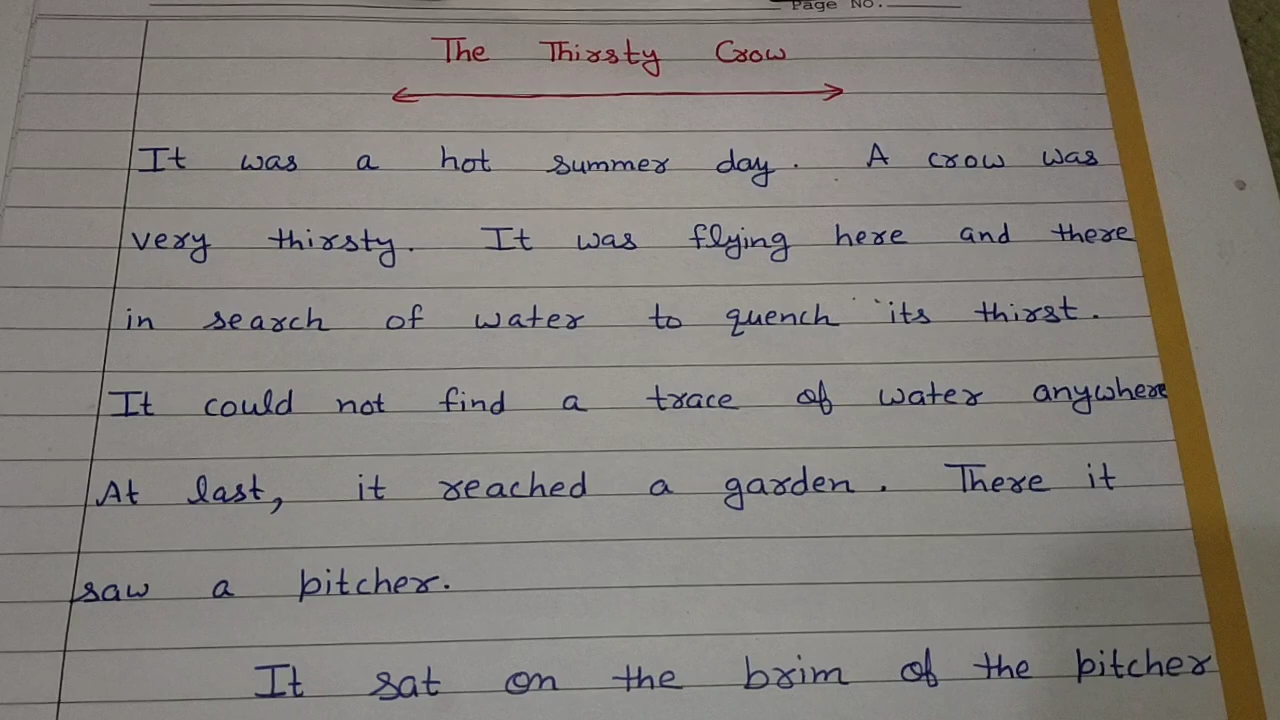 Page No.
The Thirsty Crow
It was a hot summer day. A crow was
very thirsty. It was flying here and there
in search of water to quench its thirst.
It could not find a trace of water anywhere
At last, it reached a garden. There it
saw a pitcher.
It sat on the brim of the pitcher